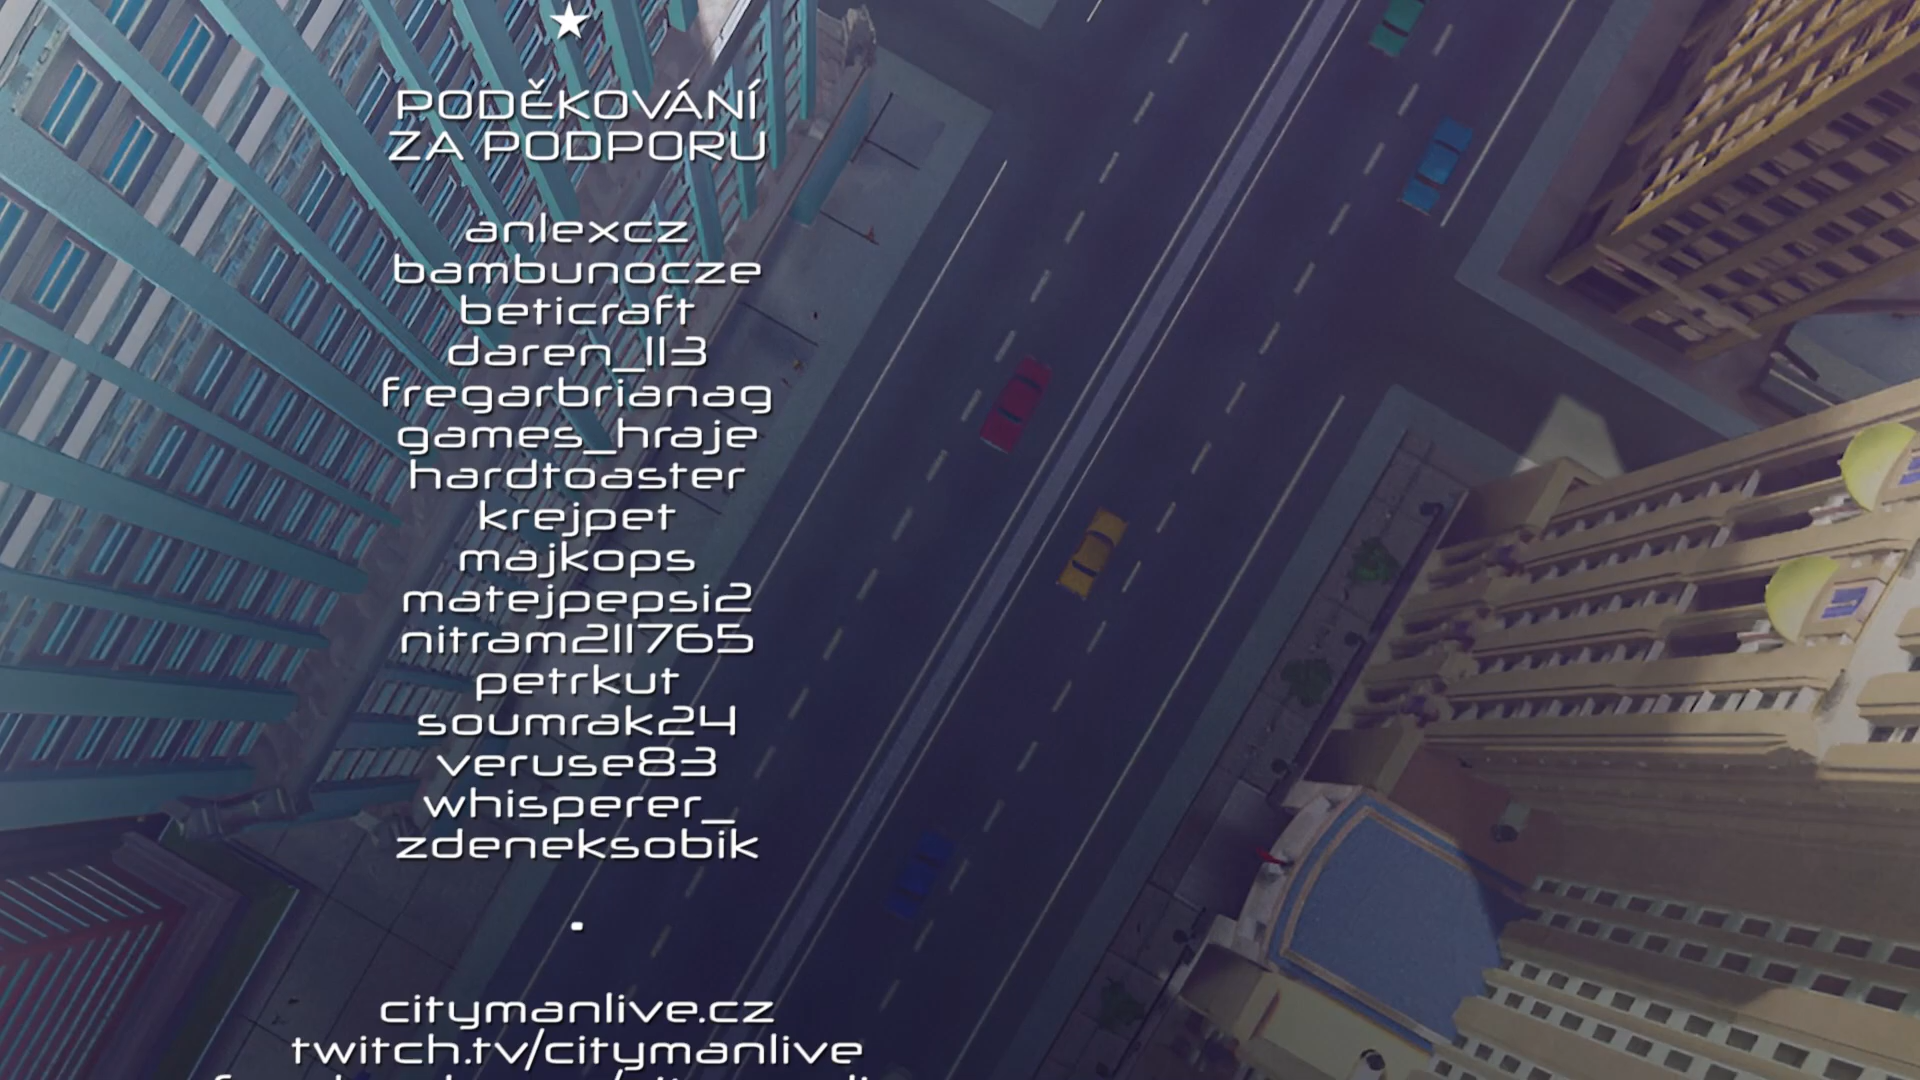 PODĚKOVÁNÍ
ZA PODPORU
anlexcz
bambunocze
beticraft
daren_113
fregarbrianag
games_hraje
hardtoaster
krejpet
majkops
matejpepsi2
nitram211765
petrkut
soumrak24
veruse83
whisperer_
zdeneksobik
.
citymanlive.cz
twitch.tv/citymanlive